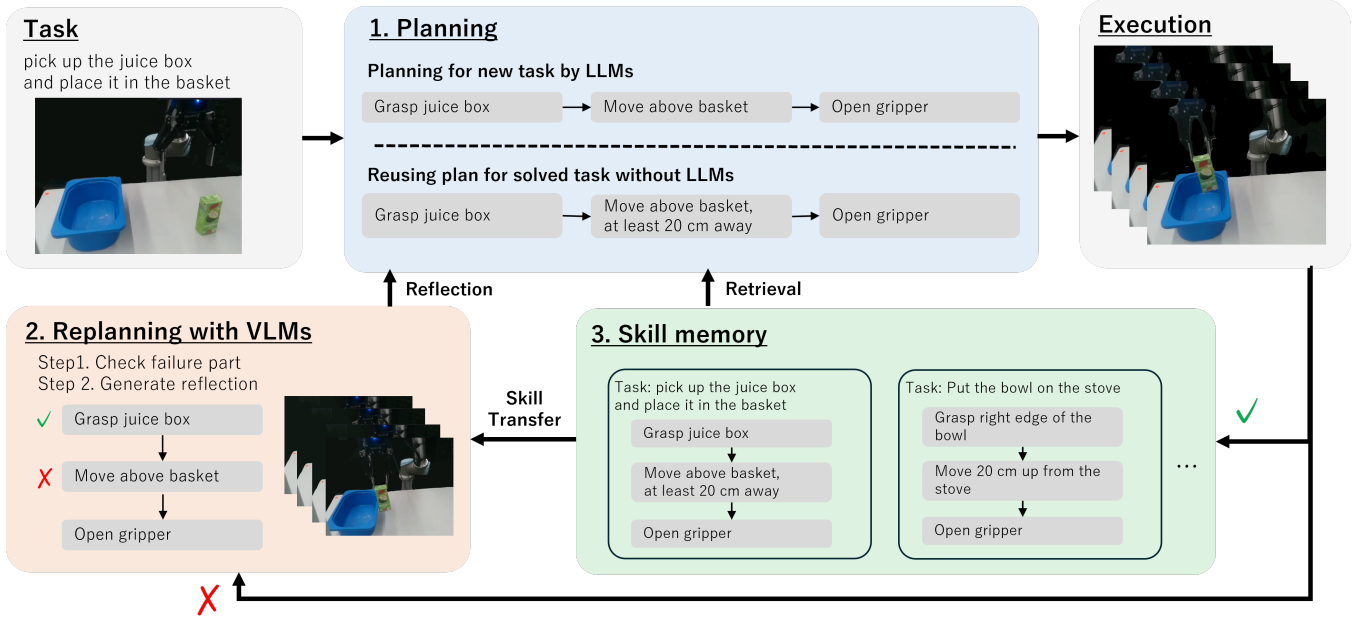 Task
pick up the juice box
and place it in the basket
1. Planning
Planning for new task by LLMs
Grasp juice box
Move above basket
Open gripper
Reusing plan for solved task without LLMs
Grasp juice box
Move above basket,
at least 20 cm away
Open gripper
Execution
Reflection
Retrieval
2. Replanning with VLMs
Step1. Check failure part
Step 2. Generate reflection
Grasp juice box
Move above basket
Open gripper
Skill
Transfer
3. Skill memory
Task: pick up the juice box
and place it in the basket
Grasp juice box
Move above basket,
at least 20 cm away
Open gripper
Task: Put the bowl on the stove
Grasp right edge of the
bowl
Move 20 cm up from the
stove
Open gripper
...